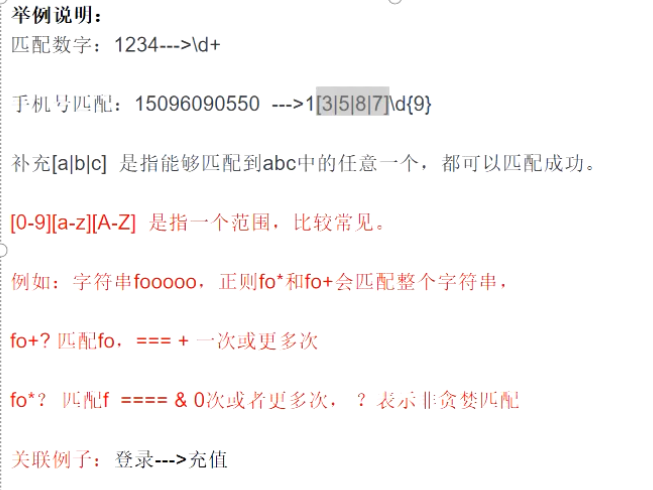 举例说明：
匹配数字：1234--->\d+
手机号匹配：15096090550 --->1[3|5|8|7]\d{9}
补充[a|b|c] 是指能够匹配到abc中的任意一个，都可以匹配成功。
[0-9][a-z][A-Z] 是指一个范围，比较常见。
例如：字符串fooooo，正则fo*和fo+会匹配整个字符串，
fo+? 匹配fo，=== + 一次或更多次
fo*？ 匹配f ==== & 0次或者更多次，？表示非贪婪匹配
关联例子：登录--->充值